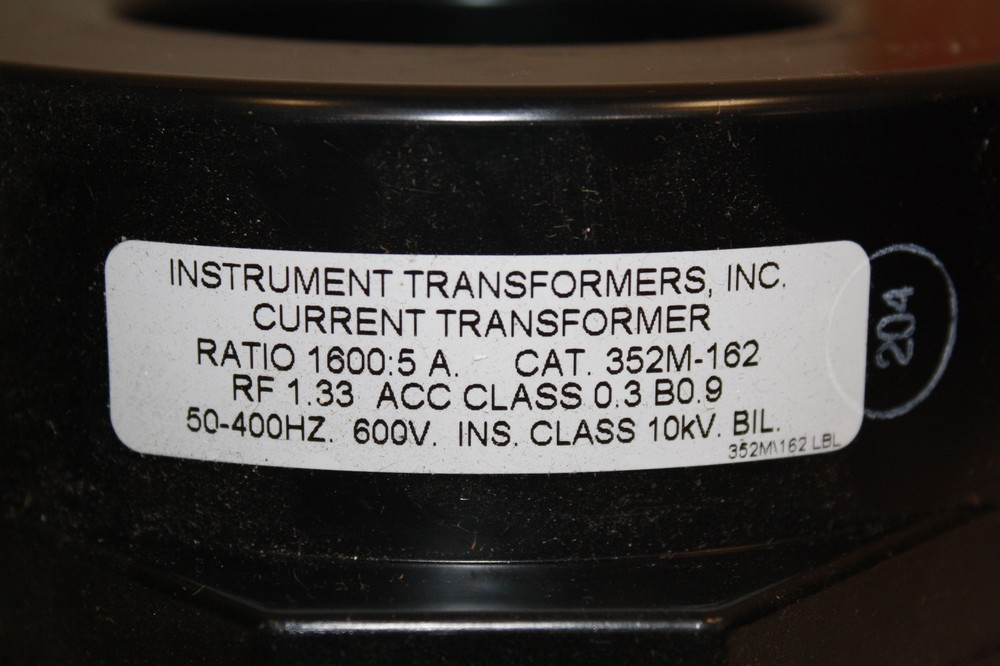 INSTRUMENT TRANSFORMERS, INC.
CURRENT TRANSFORMER
RATIO 1600:5 A. CAT. 352M-162
RF 1.33 ACC CLASS 0.3 B0.9
50-400HZ. 600V. INS. CLASS 10kV. BIL.
352M\162 LBL
204